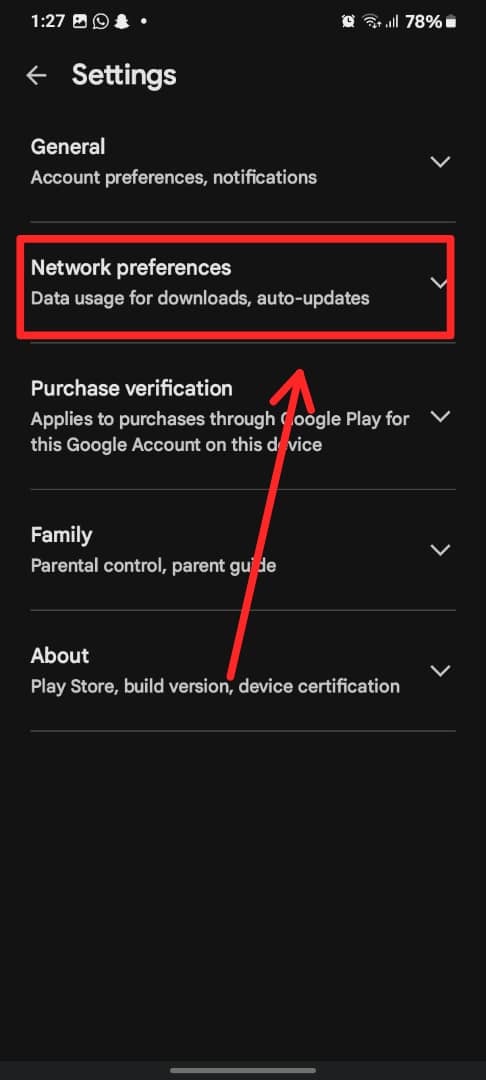 1:27
78%
Settings
General
Account preferences, notifications
Network preferences
Data usage for downloads, auto-updates
Purchase verification
Applies to purchases through Google Play for
this Google Account on this device
Family
Parental control, parent guide
About
Play Store, build version, device certification